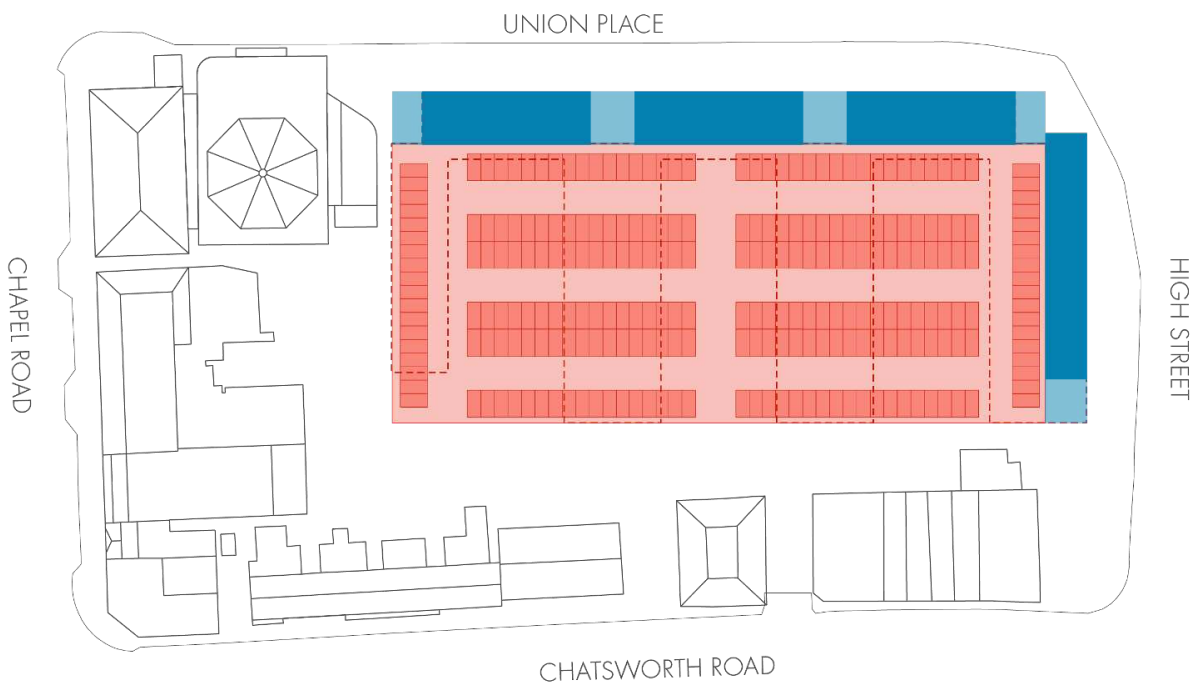 UNION PLACE
CHAPEL ROAD
HIGH STREET
CHATSWORTH ROAD